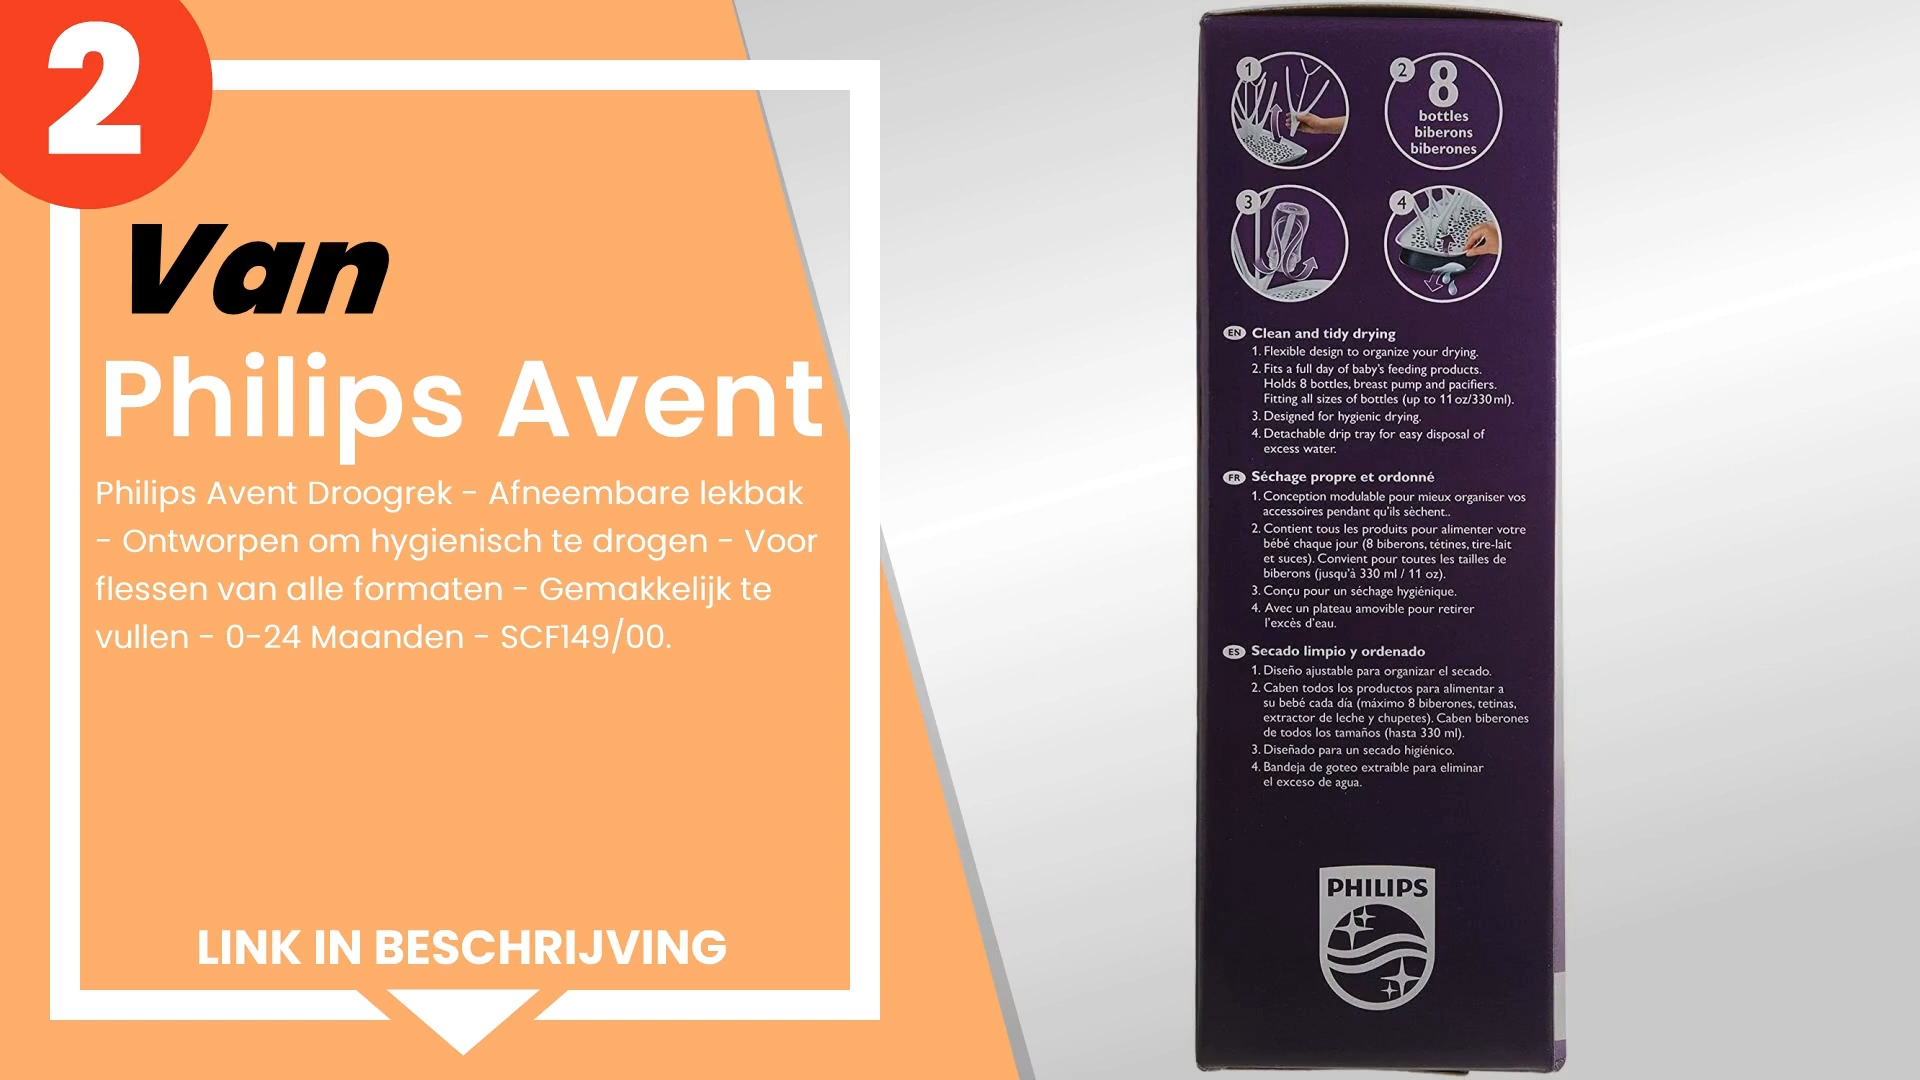 2
Van
Philips Avent
Philips Avent Droogrek - Afneembare lekbak
- Ontworpen om hygienisch te drogen - Voor
flessen van alle formaten - Gemakkelijk te
vullen - 0-24 Maanden - SCF149/00.
LINK IN BESCHRIJVING
1
2
8
bottles
biberons
biberones
3
4
EN Clean and tidy drying
1. Flexible design to organize your drying.
2. Fits a full day of baby's feeding products.
Holds 8 bottles, breast pump and pacifiers.
Fitting all sizes of bottles (up to 11 oz/330 ml).
3. Designed for hygienic drying.
4. Detachable drip tray for easy disposal of
excess water.
FR Séchage propre et ordonné
1. Conception modulable pour mieux organiser vos
accessoires pendant qu'ils sèchent..
2. Contient tous les produits pour alimenter votre
bébé chaque jour (8 biberons, tétines, tire-lait
et suces). Convient pour toutes les tailles de
biberons (jusqu'à 330 ml / 11 oz).
3. Conçu pour un séchage hygiénique.
4. Avec un plateau amovible pour retirer
l'excès d'eau.
ES Secado limpio y ordenado
1. Diseño ajustable para organizar el secado.
2. Caben todos los productos para alimentar a
su bebé cada día (máximo 8 biberones, tetinas,
extractor de leche y chupetes). Caben biberones
de todos los tamaños (hasta 330 ml).
3. Diseñado para un secado higiénico.
4. Bandeja de goteo extraíble para eliminar
el exceso de agua.
PHILIPS